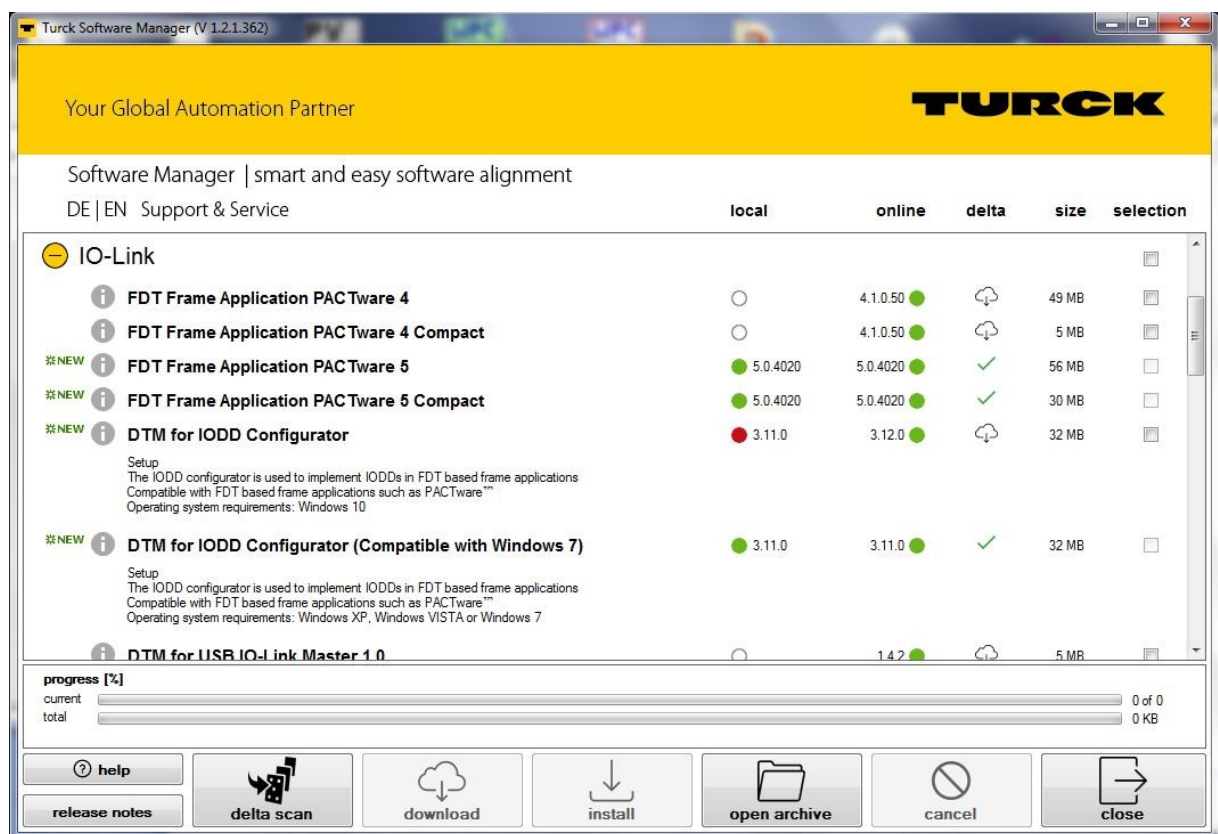 Turck Software Manager (V 1.2.1.362)
Your Global Automation Partner
TURCK
Software Manager | smart and easy software alignment
DE | EN Support & Service
local online delta size selection
IO-Link
FDT Frame Application PACTware 4 4.1.0.50 49 MB
FDT Frame Application PACTware 4 Compact 4.1.0.50 5 MB
NEW FDT Frame Application PACTware 5 5.0.4020 5.0.4020 56 MB
NEW FDT Frame Application PACTware 5 Compact 5.0.4020 5.0.4020 30 MB
NEW DTM for IODD Configurator 3.11.0 3.12.0 32 MB
Setup
The IODD configurator is used to implement IODDs in FDT based frame applications
Compatible with FDT based frame applications such as PACTware™
Operating system requirements: Windows 10
NEW DTM for IODD Configurator (Compatible with Windows 7) 3.11.0 3.11.0 32 MB
Setup
The IODD configurator is used to implement IODDs in FDT based frame applications
Compatible with FDT based frame applications such as PACTware™
Operating system requirements: Windows XP, Windows VISTA or Windows 7
DTM for USB IO-Link Master 1.0 1.4.2 5 MB
progress [%]
current 0 of 0
total 0 KB
help
release notes
delta scan
download
install
open archive
cancel
close